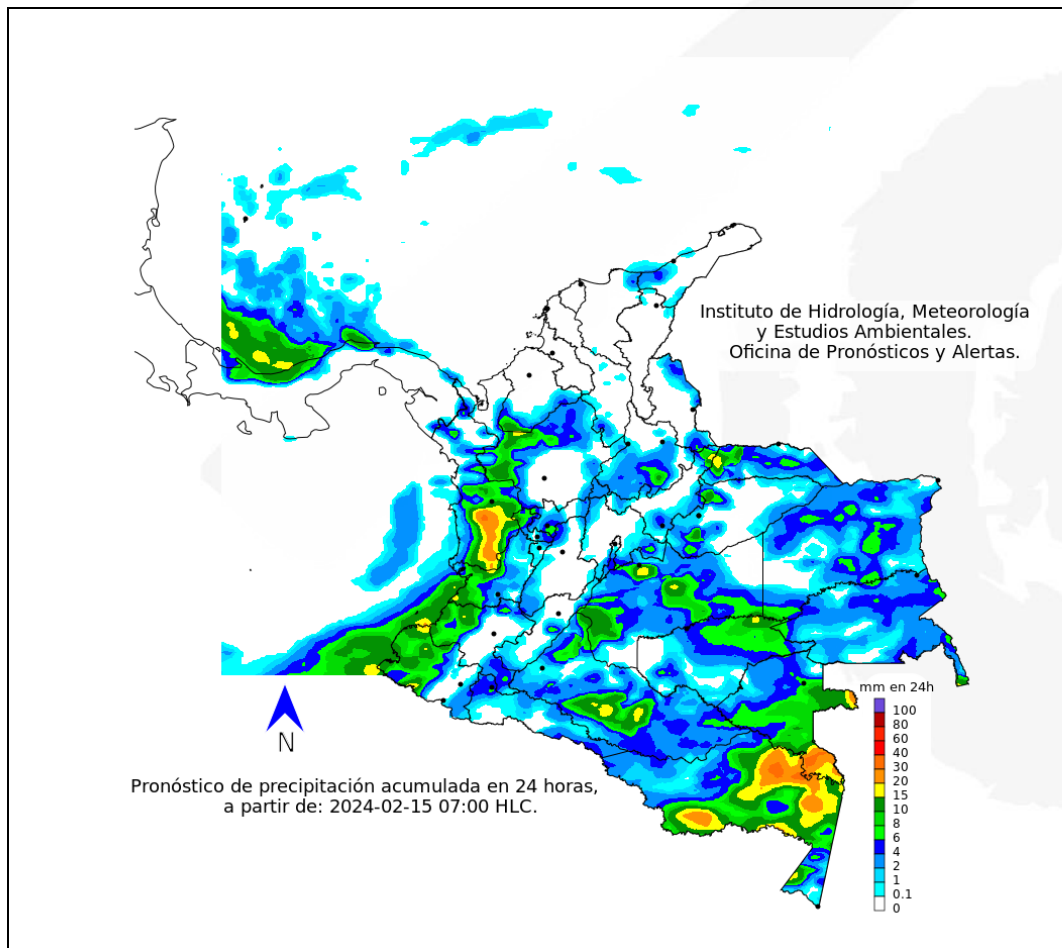 Instituto de Hidrología, Meteorología
y Estudios Ambientales.
Oficina de Pronósticos y Alertas.
mm en 24h
100
80
60
40
30
20
15
10
8
6
4
2
1
0.1
0
N
Pronóstico de precipitación acumulada en 24 horas,
a partir de: 2024-02-15 07:00 HLC.